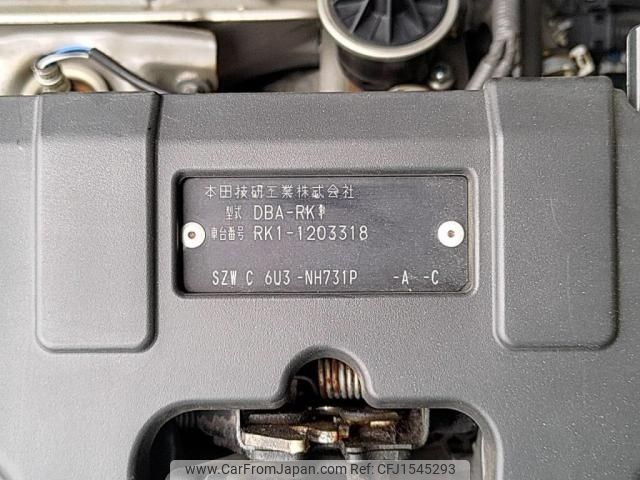 本田技研工業株式会社
型式 DBA-RK1
車台番号 RK1-1203318
SZW C 6U3 -NH731P -A -C
CarFromJapan.com | Ref: CFJ1545293